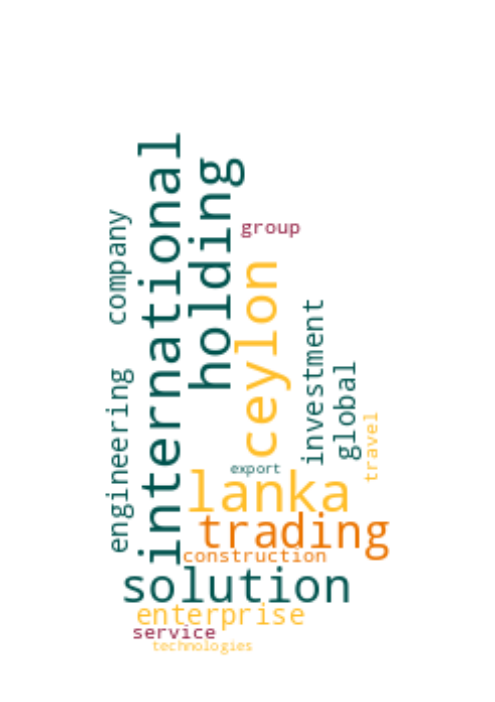 international
holding
company
group
ceylon
investment
global
engineering
travel
export
lanka
trading
construction
solution
enterprise
service
technologies